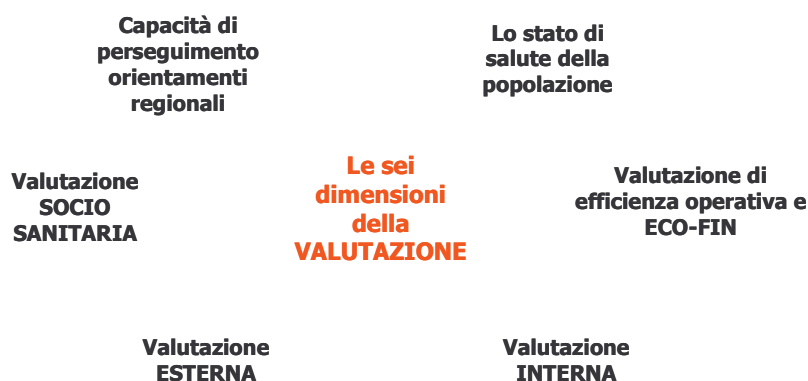 Capacità di
perseguimento
orientamenti
regionali
Lo stato di
salute della
popolazione
Le sei
dimensioni
della
VALUTAZIONE
Valutazione
SOCIO
SANITARIA
Valutazione di
efficienza operativa e
ECO-FIN
Valutazione
ESTERNA
Valutazione
INTERNA